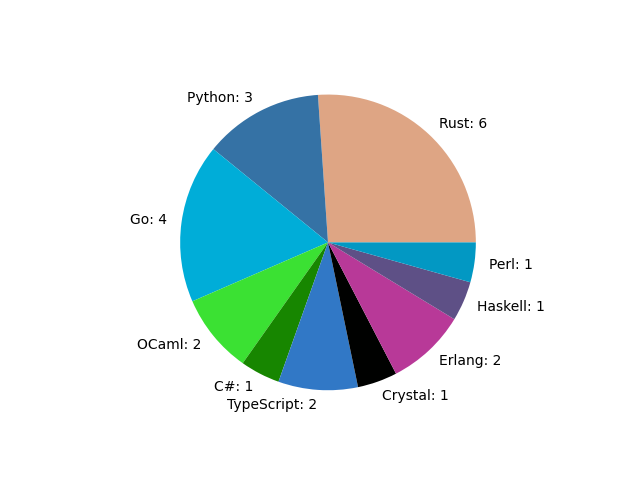 Python: 3
Rust: 6
Go: 4
Perl: 1
Haskell: 1
OCaml: 2
Erlang: 2
C#: 1
Crystal: 1
TypeScript: 2